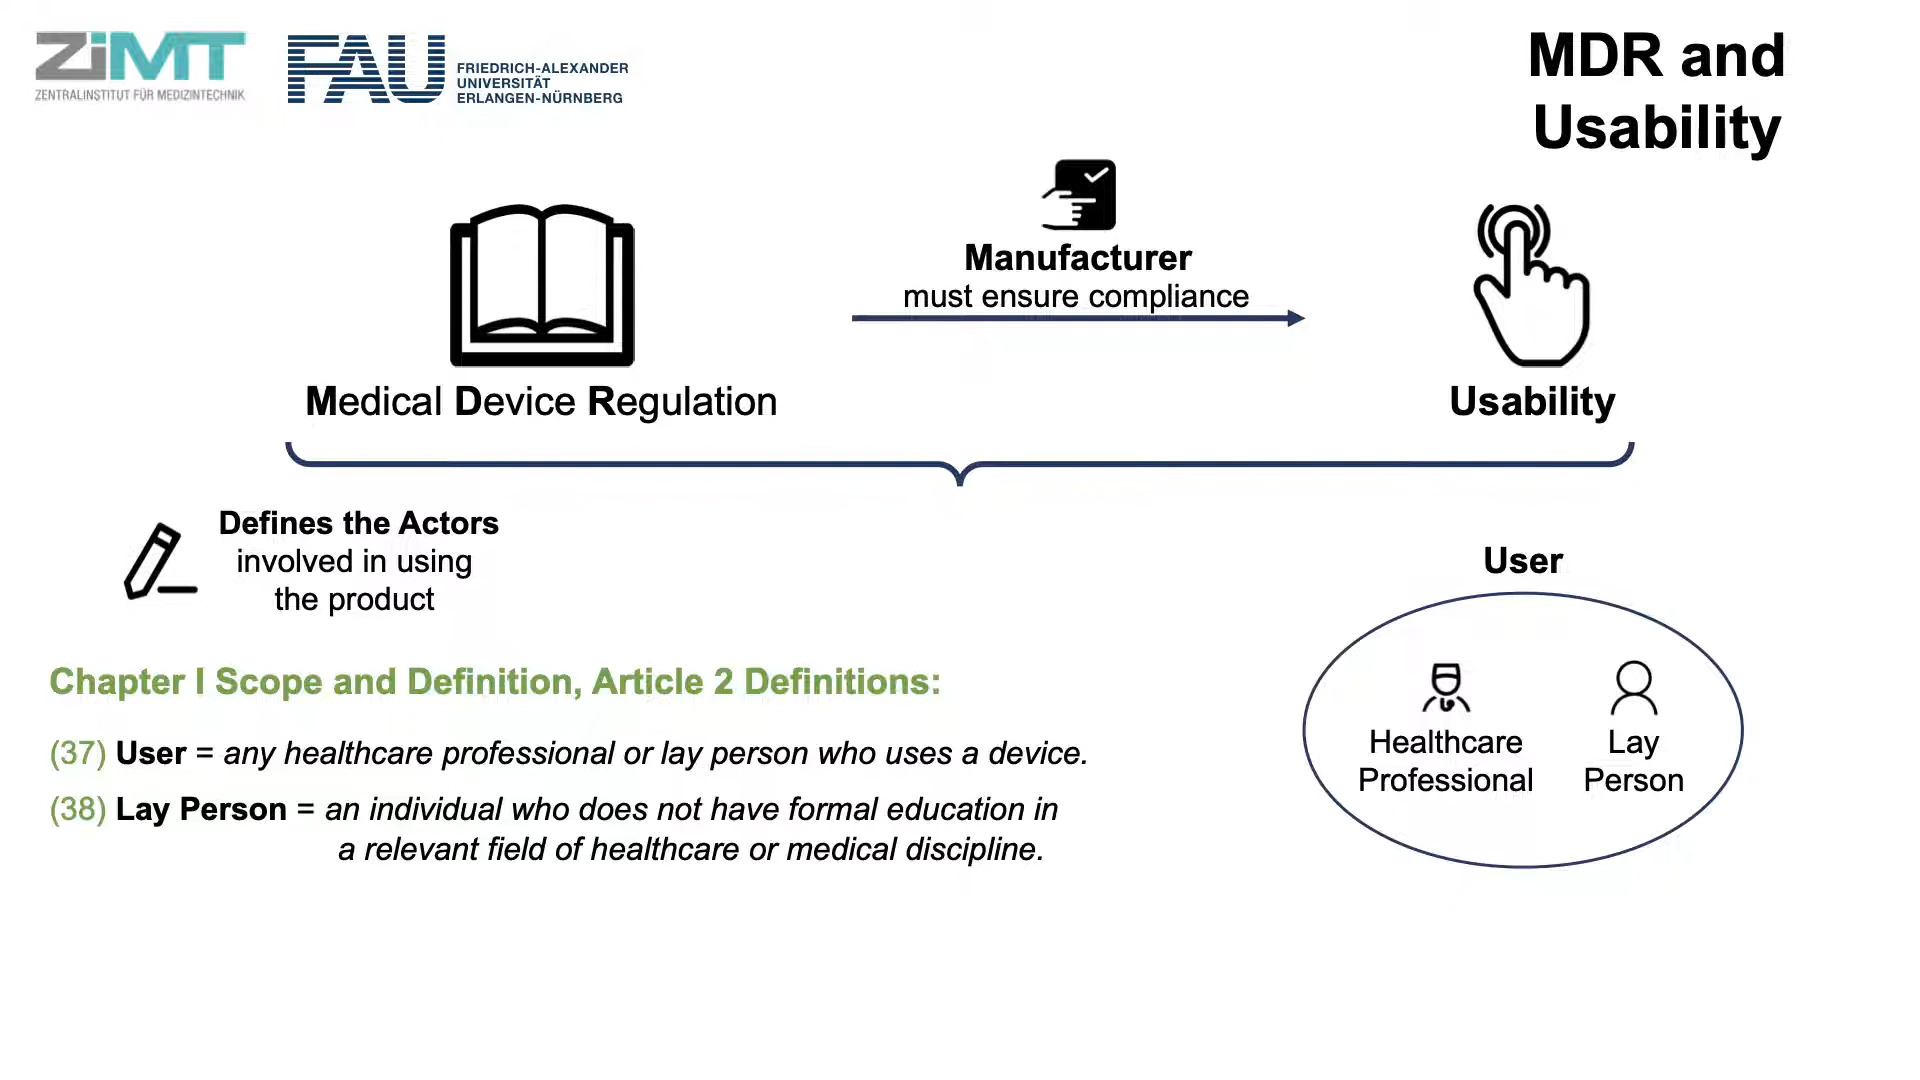 ZiMT
ZENTRALINSTITUT FÜR MEDIZINTECHNIK
FAU
FRIEDRICH-ALEXANDER
UNIVERSITÄT
ERLANGEN-NÜRNBERG
MDR and
Usability
Manufacturer
must ensure compliance
Medical Device Regulation
Usability
Defines the Actors
involved in using
the product
User
Healthcare
Professional
Lay
Person
Chapter I Scope and Definition, Article 2 Definitions:
(37) User = any healthcare professional or lay person who uses a device.
(38) Lay Person = an individual who does not have formal education in
a relevant field of healthcare or medical discipline.